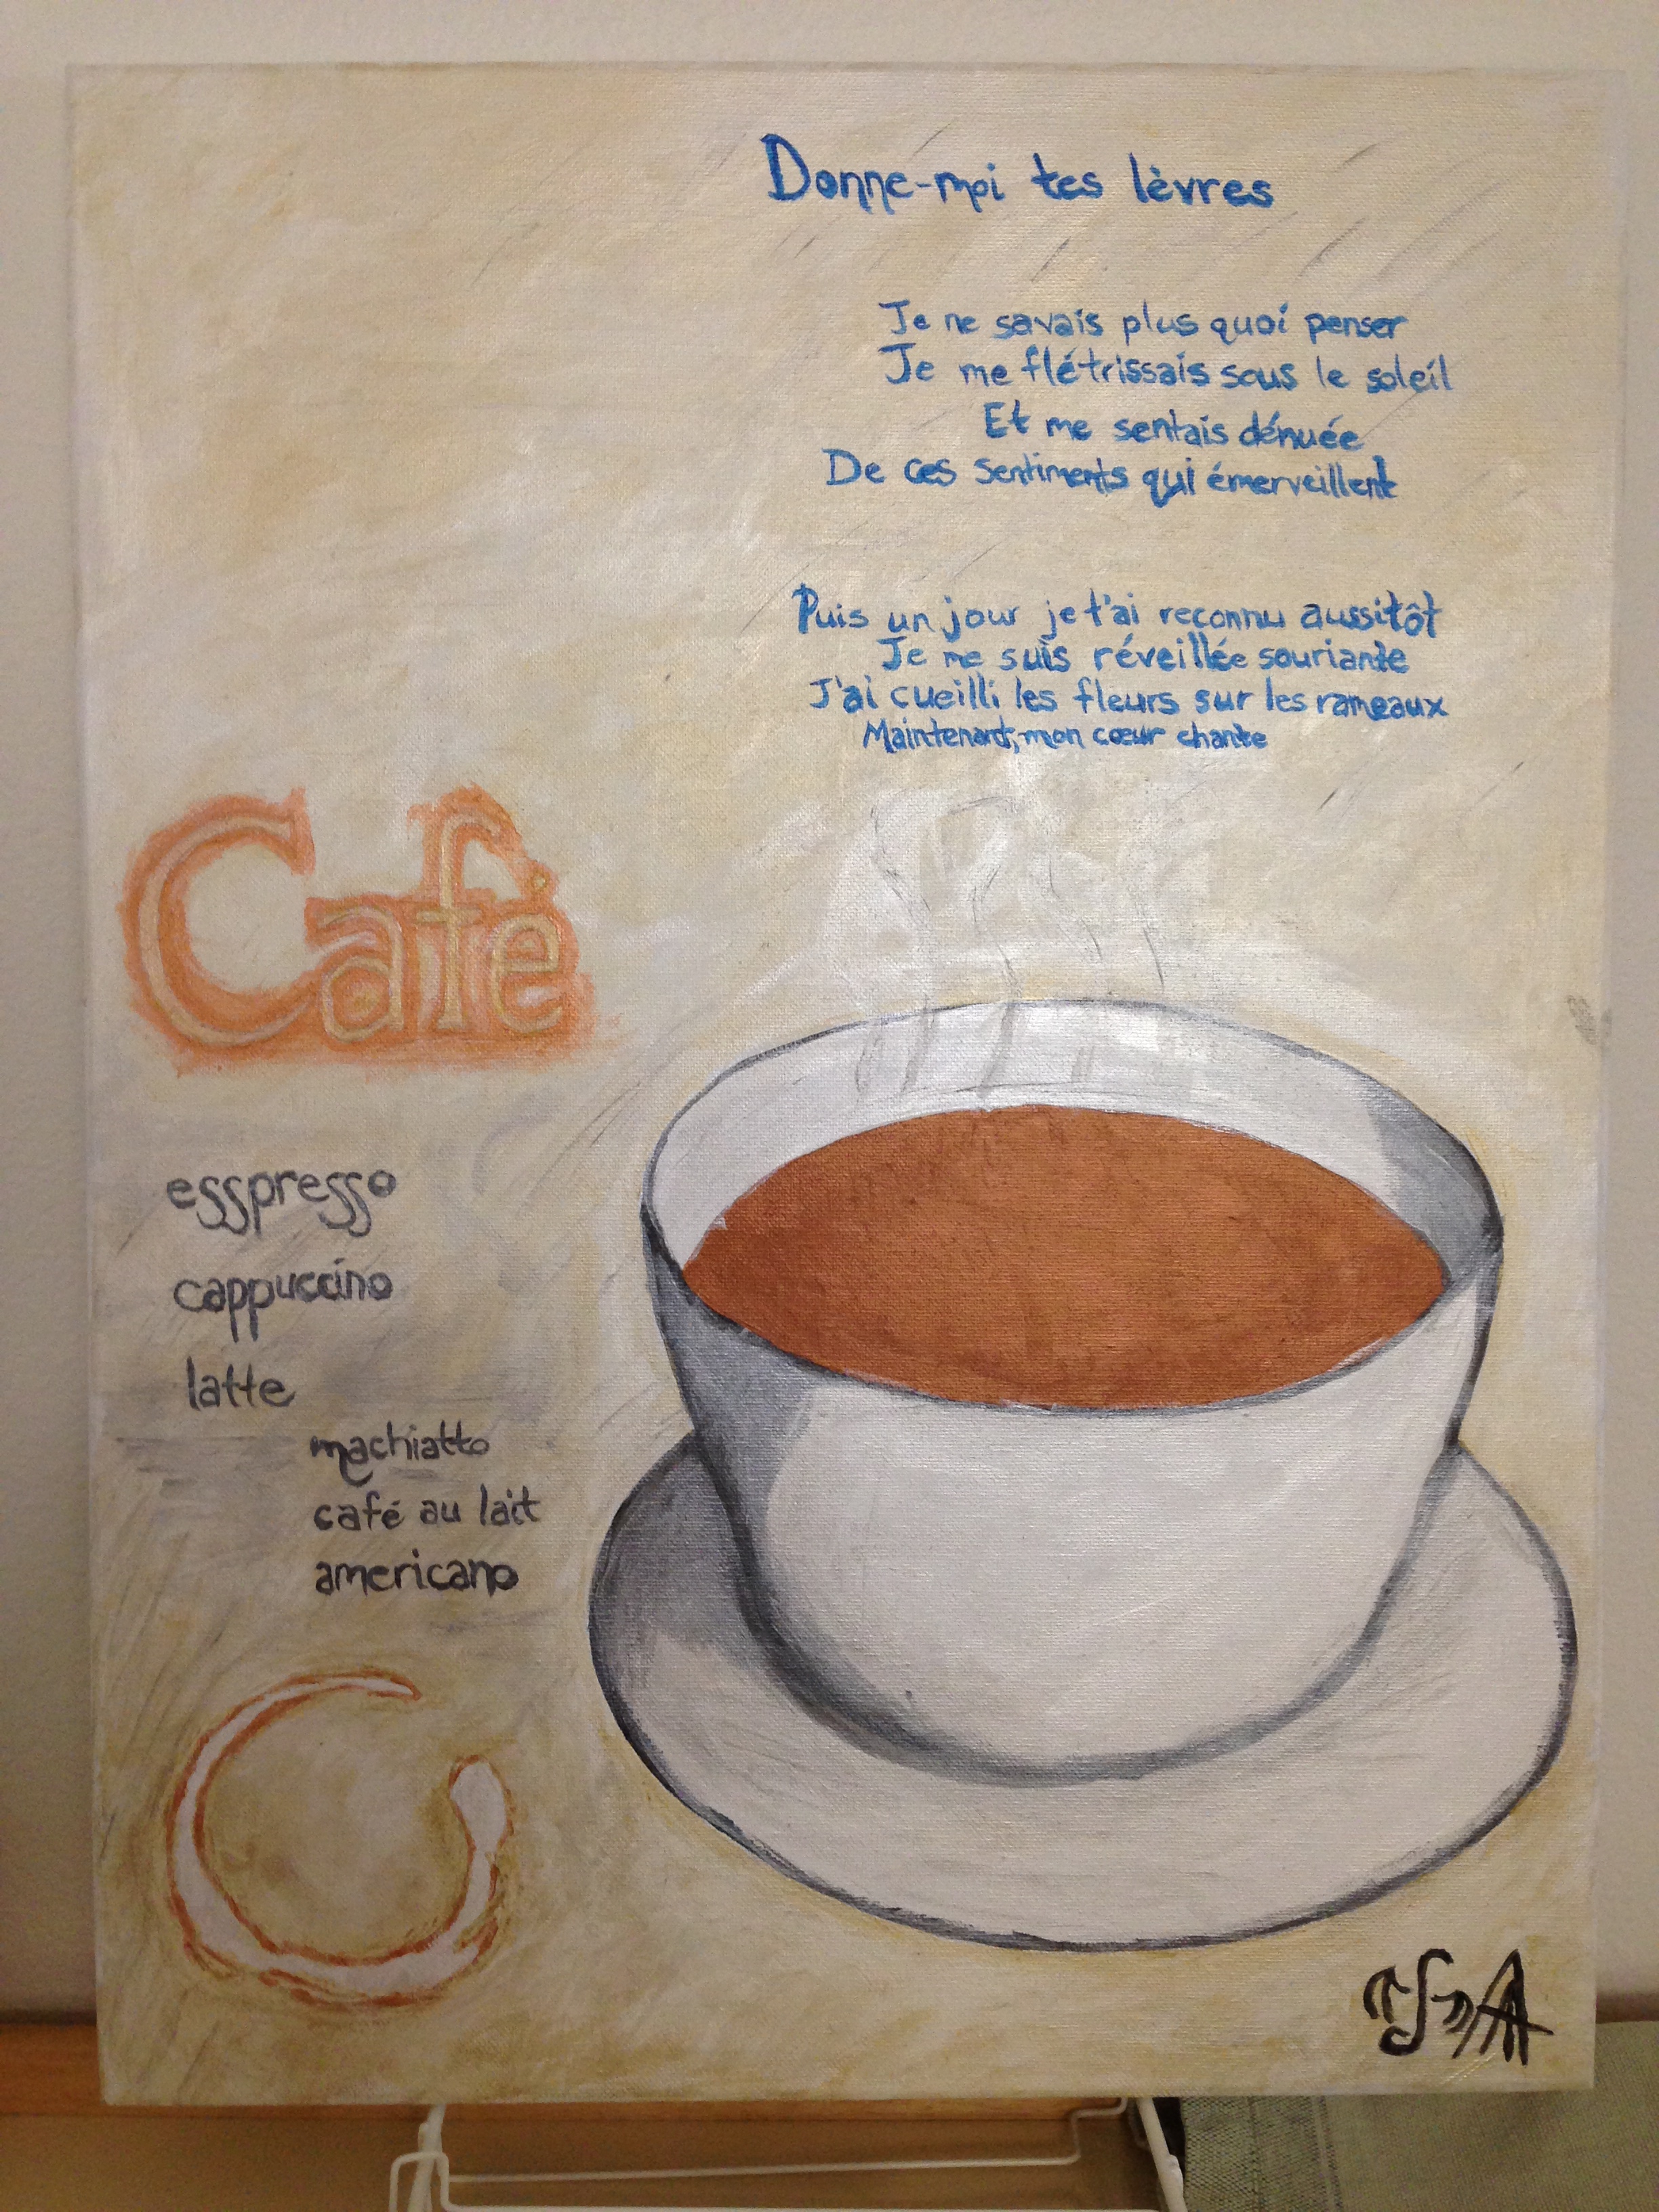 Donne-moi tes lèvres
Je ne savais plus quoi penser
Je me flétrissais sous le soleil
Et me sentais dénuée
De ces sentiments qui émerveillent
Puis un jour je t'ai reconnu aussitôt
Je me suis réveillée souriante
J'ai cueilli les fleurs sur les rameaux
Maintenant, mon cœur chante
Café
esspresso
cappuccino
latte
machiatto
café au lait
americano